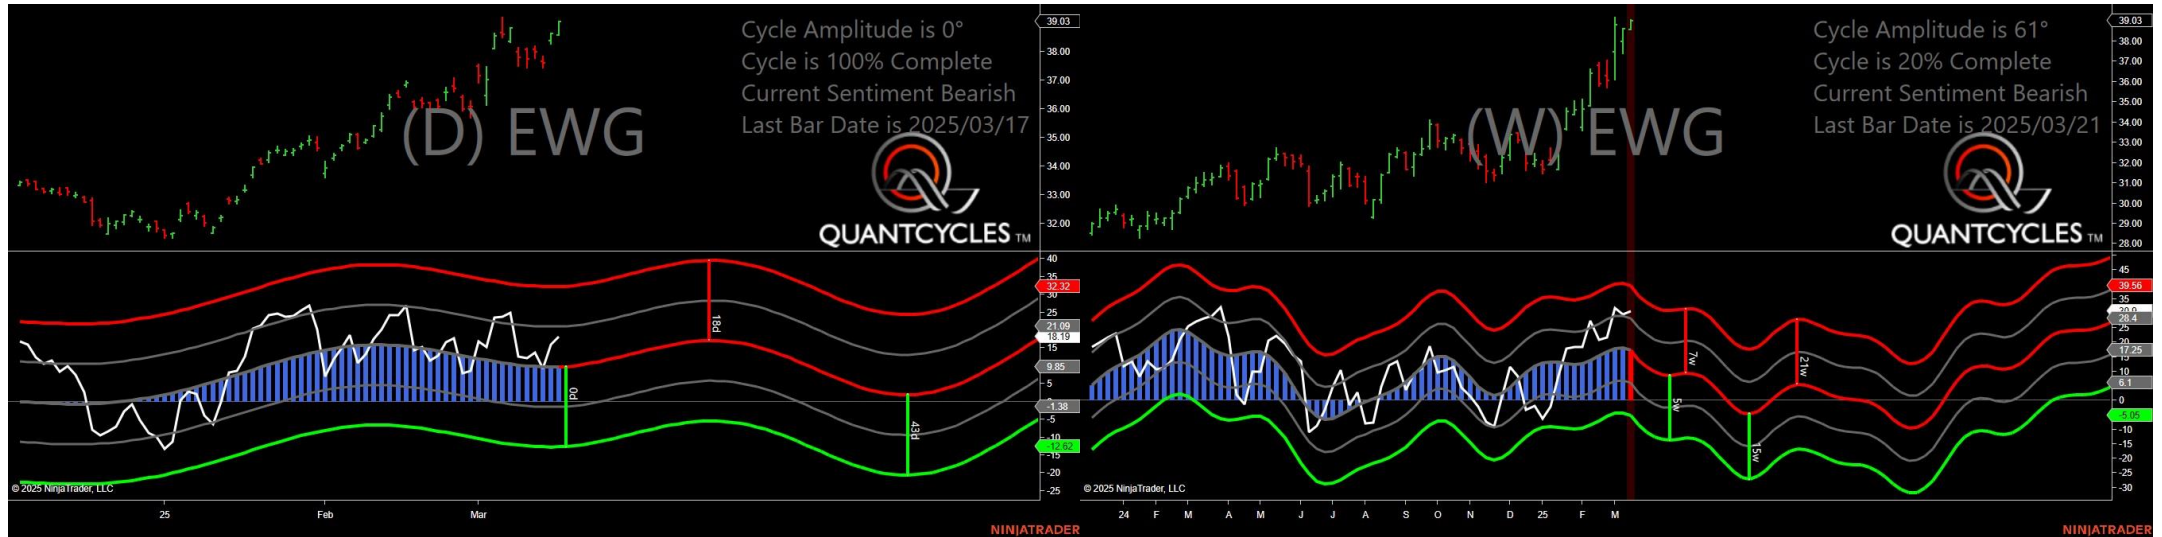 Cycle Amplitude is 0°
Cycle is 100% Complete
Current Sentiment Bearish
Last Bar Date is 2025/03/17
(D) EWG
QUANTCYCLES TM
39.03
38.00
37.00
36.00
35.00
34.00
33.00
32.00
40
35
32.32
30
25
21.09
18.19
15
9.85
5
-1.38
-5
-10
-12.62
-15
-20
-25
0d
18d
43d
© 2025 NinjaTrader, LLC
25 Feb Mar
NINJATRADER
Cycle Amplitude is 61°
Cycle is 20% Complete
Current Sentiment Bearish
Last Bar Date is 2025/03/21
(W) EWG
QUANTCYCLES TM
39.03
38.00
37.00
36.00
35.00
34.00
33.00
32.00
31.00
30.00
29.00
28.00
45
39.56
35
28.4
25
20
17.25
15
10
6.1
0
-5.05
-10
-15
-20
-25
-30
5w
7w
15w
21w
© 2025 NinjaTrader, LLC
24 F M A M J J A S O N D 25 F M
NINJATRADER